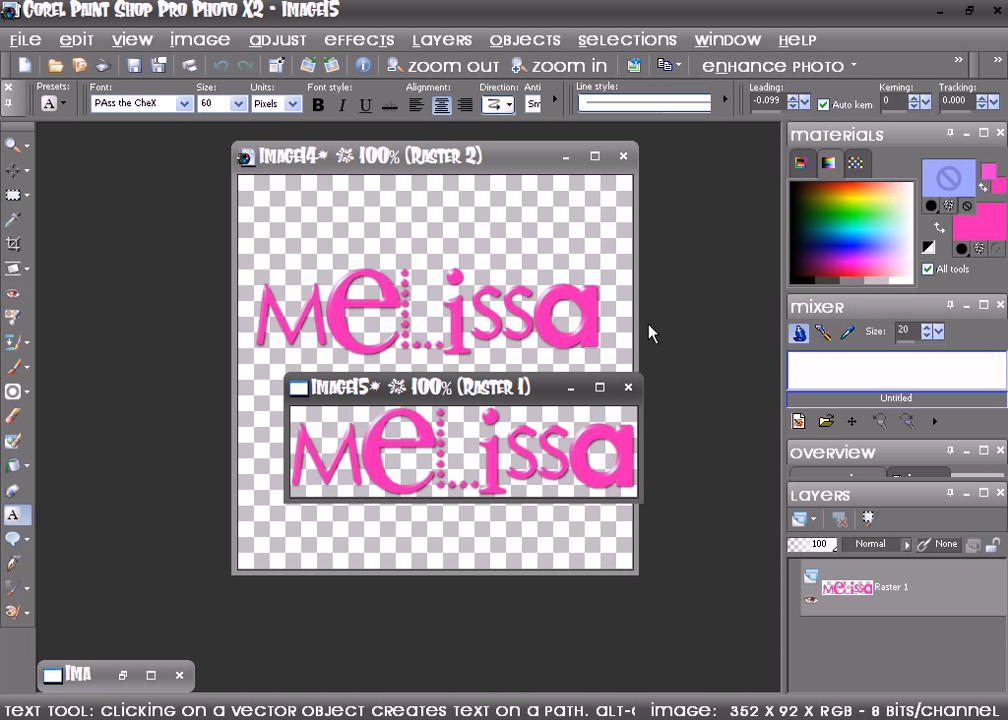 Corel Paint Shop Pro Photo X2 - Image15
File Edit View Image Adjust Effects Layers Objects Selections Window Help
zoom out zoom in Enhance Photo
Presets: Font: Size: Units: Font style: Alignment: Direction: Anti Line style: Leading: Kerning: Tracking:
A PAss the CheX 60 Pixels B I U Sm -0.099 Auto kern 0 0.000
Materials
All tools
Image14* @ 100% (Raster 2)
Melissa
Image15* @ 100% (Raster 1)
Melissa
Mixer
Size: 20
Untitled
Overview
Layers
100 Normal None
Melissa Raster 1
A
Ima
Text Tool: Clicking on a vector object creates text on a path. Alt-C Image: 352 x 92 x RGB - 8 bits/channel